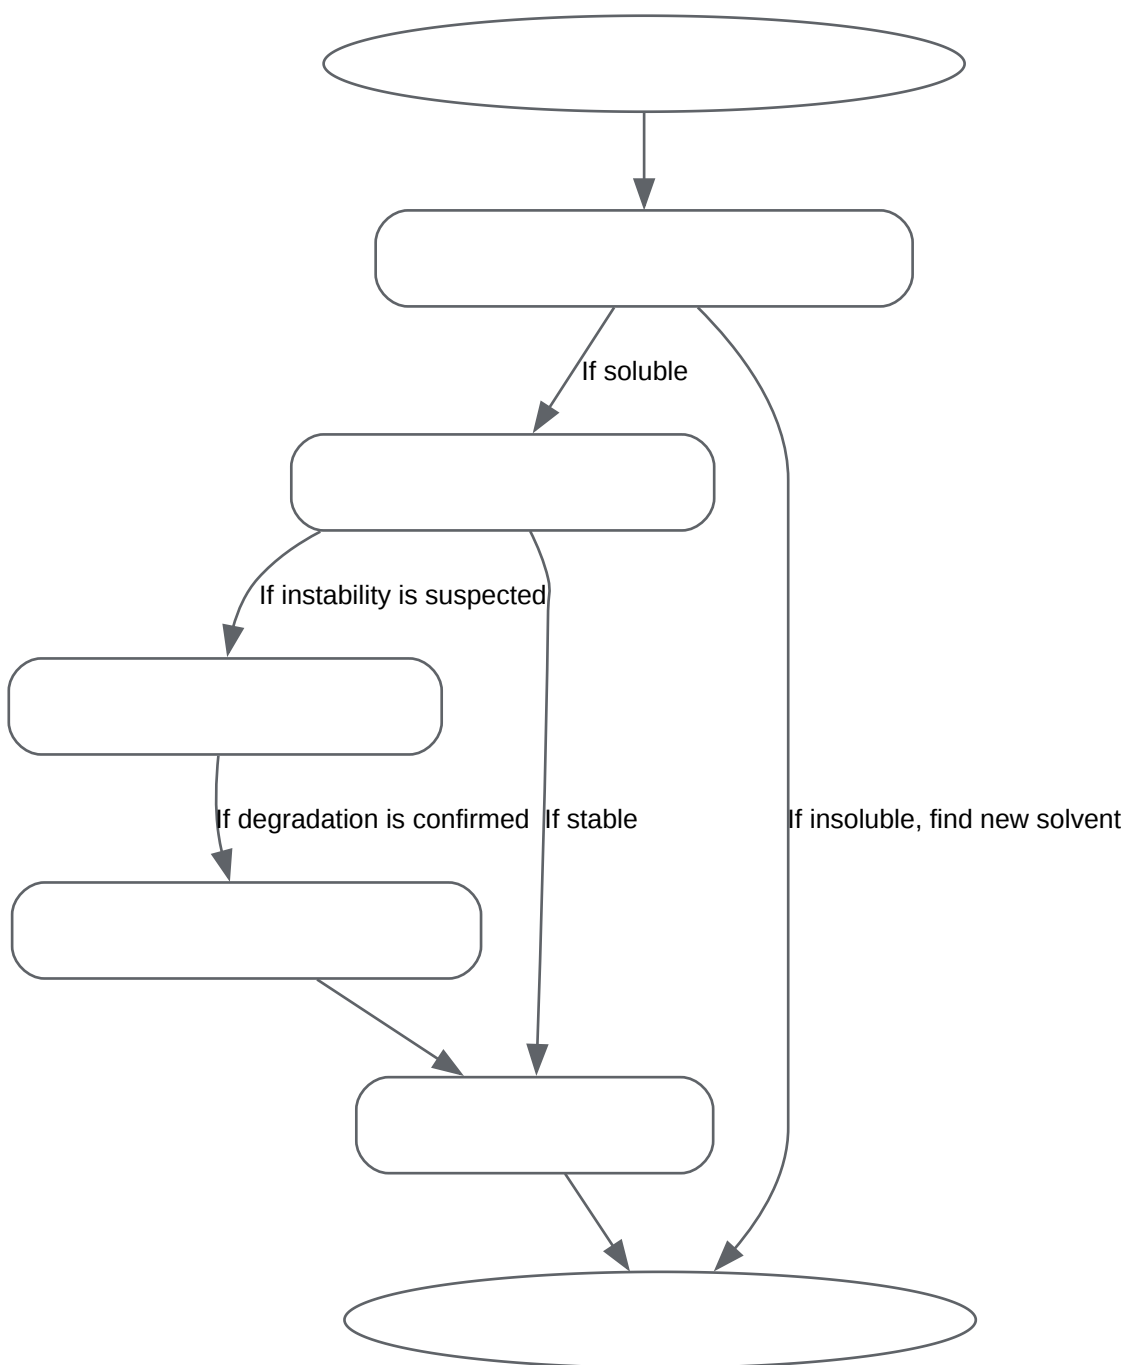 If soluble
If instability is suspected
If degradation is confirmed
If stable
If insoluble, find new solvent